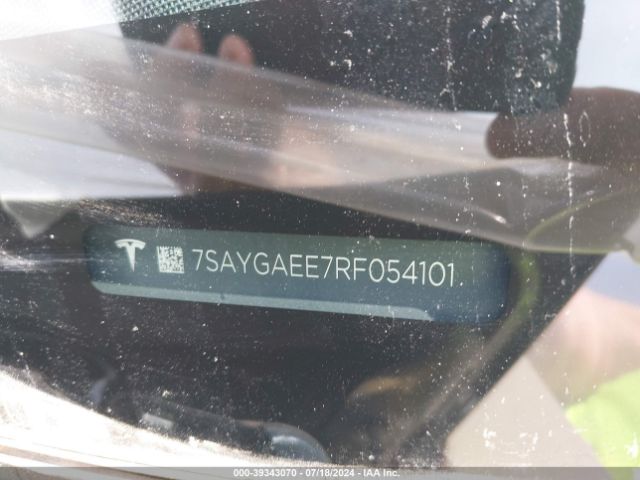 7SAYGAEE7RF054101
000-39343070 / 07/18/2024 - IAA Inc.